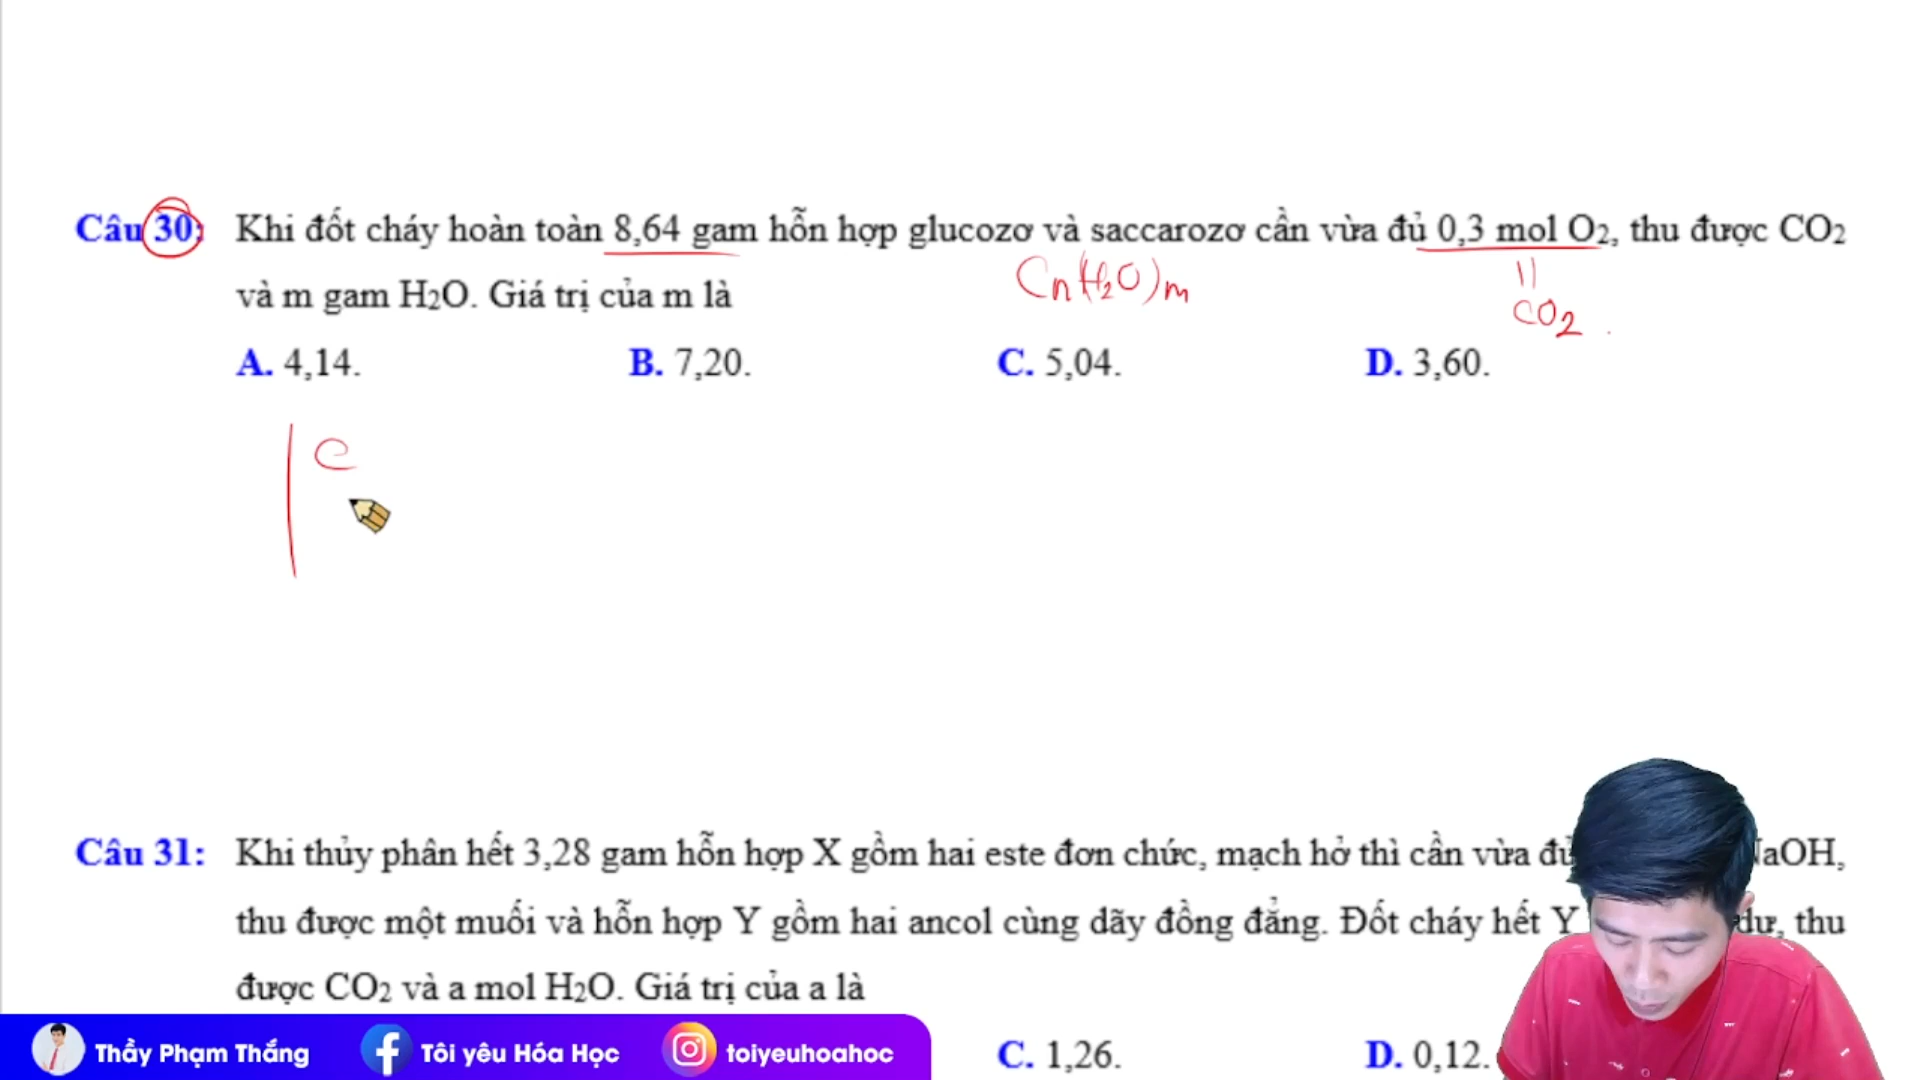 Câu 30: Khi đốt cháy hoàn toàn 8,64 gam hỗn hợp glucozơ và saccarozơ cần vừa đủ 0,3 mol O2, thu được CO2
và m gam H2O. Giá trị của m là
Cn(H2O)m
=
CO2
A. 4,14. B. 7,20. C. 5,04. D. 3,60.
C
Câu 31: Khi thủy phân hết 3,28 gam hỗn hợp X gồm hai este đơn chức, mạch hở thì cần vừa đủ NaOH,
thu được một muối và hỗn hợp Y gồm hai ancol cùng dãy đồng đẳng. Đốt cháy hết Y dư, thu
được CO2 và a mol H2O. Giá trị của a là
C. 1,26. D. 0,12.
Thầy Phạm Thắng Tôi yêu Hóa Học toiyeuhoahoc